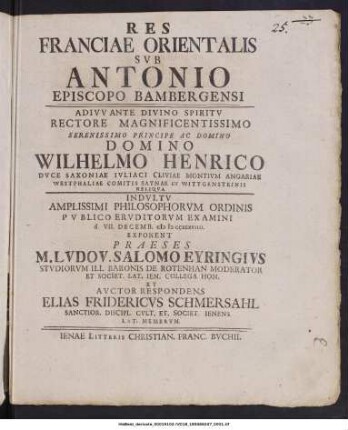 25.
RES
FRANCIAE ORIENTALIS
SVB
ANTONIO
EPISCOPO BAMBERGENSI
ADIVVANTE DIVINO SPIRITV
RECTORE MAGNIFICENTISSIMO
SERENISSIMO PRINCIPE AC DOMINO
DOMINO
WILHELMO HENRICO
DVCE SAXONIAE IVLIACI CLIVIAE MONTIVM ANGARIAE
WESTPHALIAE COMITIS SAYNAE ET WITTGENSTEINII
RELIQVA
INDVLTV
AMPLISSIMI PHILOSOPHORVM ORDINIS
PVBLICO ERVDITORVM EXAMINI
d. VII. DECEMB.
EXPONENT
PRAESES
M. LVDOV. SALOMO EYRINGIVS
STVDIORVM ILL BARONIS DE ROTENHAN MODERATOR
ET SOCIET. LAT. IEN. COLLEGA HON.
ET
AVCTOR RESPONDENS
ELIAS FRIDERICVS SCHMERSAHL
SANCTIOR. DISCIPL. CVLT. ET. SOCIET. IENENS.
LAT. MEMBRVM.
IENAE LITTERIS CHRISTIAN. FRANC. BVCHII.